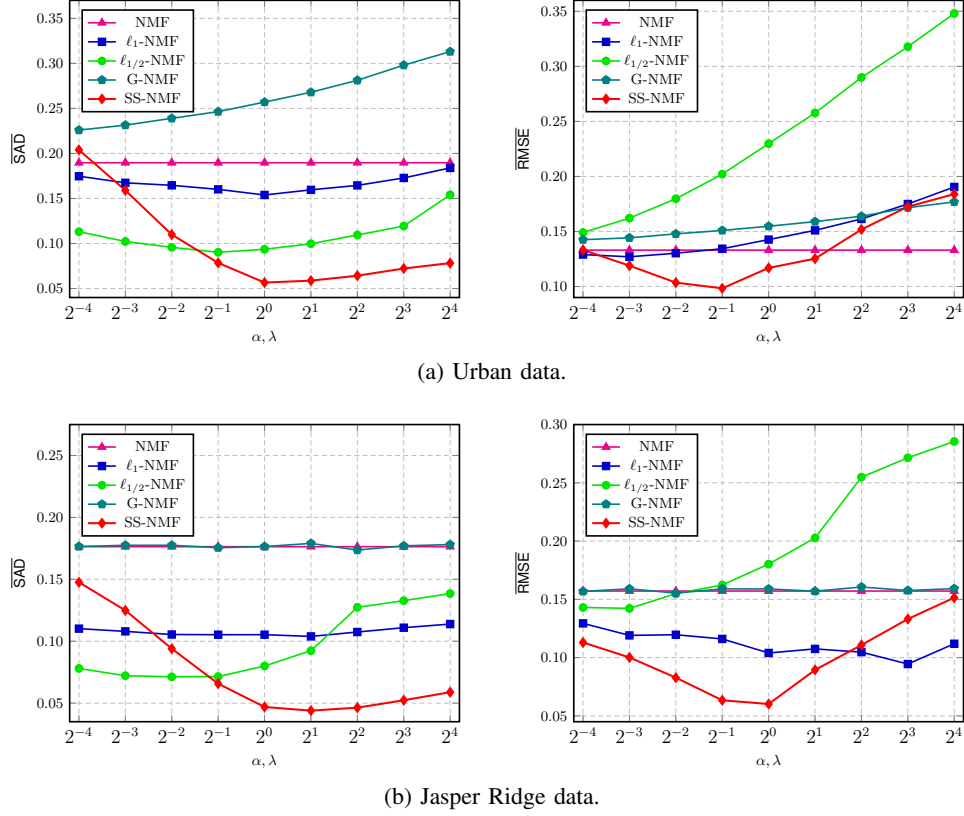 0.35
0.30
0.25
0.20
0.15
0.10
0.05
SAD
NMF
ℓ1-NMF
ℓ1/2-NMF
G-NMF
SS-NMF
2^−4 2^−3 2^−2 2^−1 2^0 2^1 2^2 2^3 2^4
α, λ
0.35
0.30
0.25
0.20
0.15
0.10
RMSE
NMF
ℓ1-NMF
ℓ1/2-NMF
G-NMF
SS-NMF
2^−4 2^−3 2^−2 2^−1 2^0 2^1 2^2 2^3 2^4
α, λ
(a) Urban data.
0.25
0.20
0.15
0.10
0.05
SAD
NMF
ℓ1-NMF
ℓ1/2-NMF
G-NMF
SS-NMF
2^−4 2^−3 2^−2 2^−1 2^0 2^1 2^2 2^3 2^4
α, λ
0.30
0.25
0.20
0.15
0.10
0.05
RMSE
NMF
ℓ1-NMF
ℓ1/2-NMF
G-NMF
SS-NMF
2^−4 2^−3 2^−2 2^−1 2^0 2^1 2^2 2^3 2^4
α, λ
(b) Jasper Ridge data.